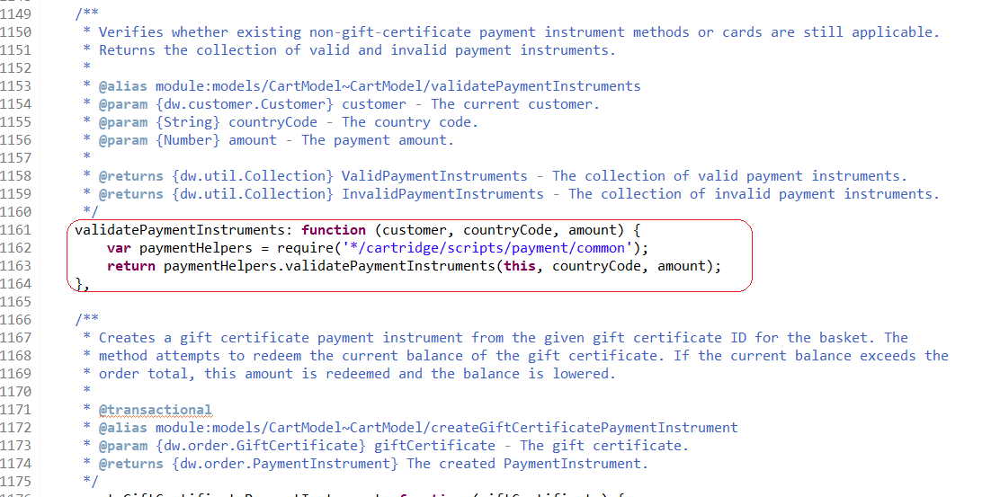 1149 /**
1150 * Verifies whether existing non-gift-certificate payment instrument methods or cards are still applicable.
1151 * Returns the collection of valid and invalid payment instruments.
1152 *
1153 * @alias module:models/CartModel~CartModel/validatePaymentInstruments
1154 * @param {dw.customer.Customer} customer - The current customer.
1155 * @param {String} countryCode - The country code.
1156 * @param {Number} amount - The payment amount.
1157 *
1158 * @returns {dw.util.Collection} ValidPaymentInstruments - The collection of valid payment instruments.
1159 * @returns {dw.util.Collection} InvalidPaymentInstruments - The collection of invalid payment instruments.
1160 */
1161 validatePaymentInstruments: function (customer, countryCode, amount) {
1162 var paymentHelpers = require('*/cartridge/scripts/payment/common');
1163 return paymentHelpers.validatePaymentInstruments(this, countryCode, amount);
1164 },
1165
1166 /**
1167 * Creates a gift certificate payment instrument from the given gift certificate ID for the basket. The
1168 * method attempts to redeem the current balance of the gift certificate. If the current balance exceeds the
1169 * order total, this amount is redeemed and the balance is lowered.
1170 *
1171 * @transactional
1172 * @alias module:models/CartModel~CartModel/createGiftCertificatePaymentInstrument
1173 * @param {dw.order.GiftCertificate} giftCertificate - The gift certificate.
1174 * @returns {dw.order.PaymentInstrument} The created PaymentInstrument.
1175 */